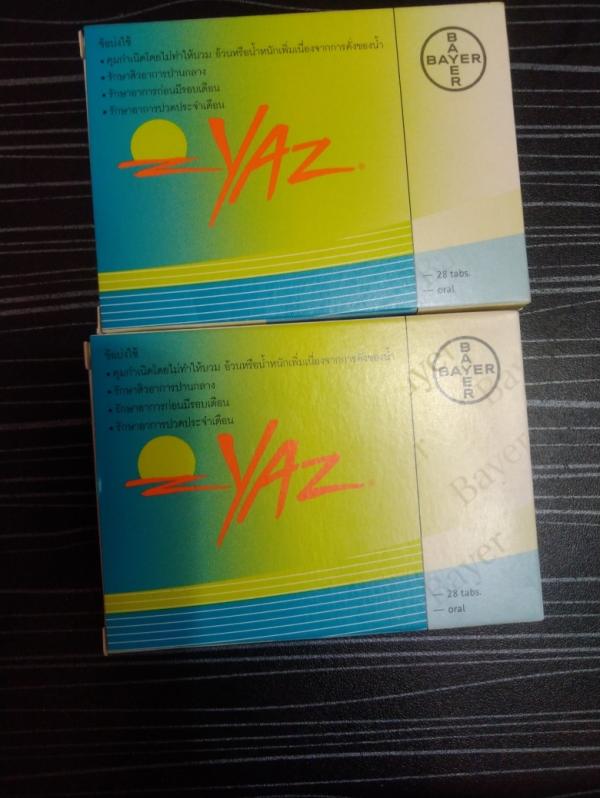 ข้อบ่งใช้
• คุมกำเนิดโดยไม่ทำให้บวม อ้วนหรือน้ำหนักเพิ่มเนื่องจากการคั่งของน้ำ
• รักษาสิวอาการปานกลาง
• รักษาอาการก่อนมีรอบเดือน
• รักษาอาการปวดประจำเดือน
YAZ®
BAYER
BAYER
— 28 tabs.
— oral
ข้อบ่งใช้
• คุมกำเนิดโดยไม่ทำให้บวม อ้วนหรือน้ำหนักเพิ่มเนื่องจากการคั่งของน้ำ
• รักษาสิวอาการปานกลาง
• รักษาอาการก่อนมีรอบเดือน
• รักษาอาการปวดประจำเดือน
YAZ®
BAYER
BAYER
Bayer
Bayer
Bayer
— 28 tabs.
— oral